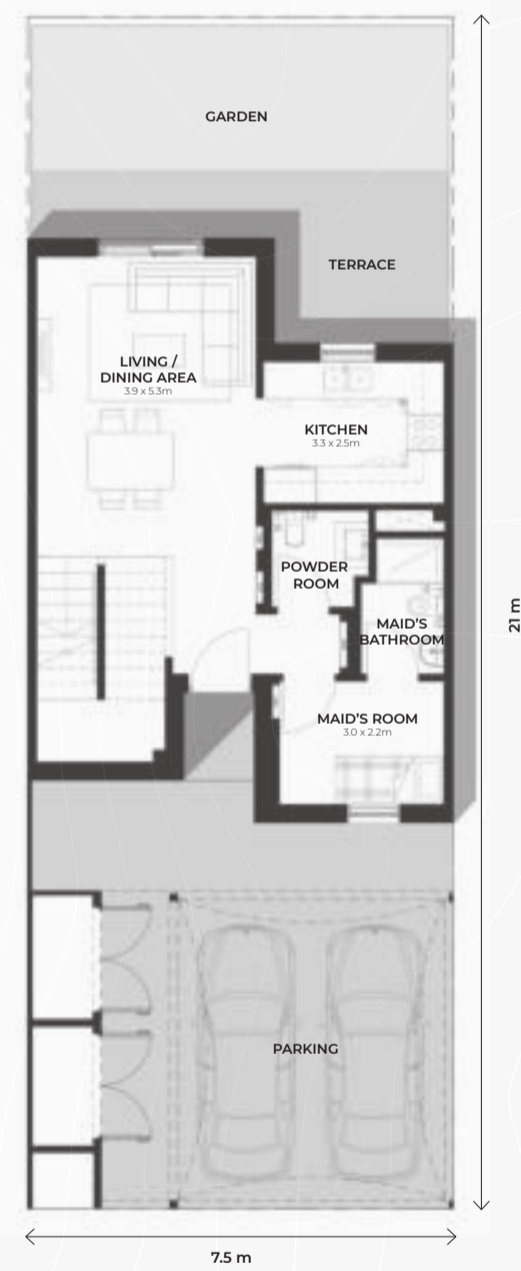 GARDEN
TERRACE
LIVING /
DINING AREA
3.9 x 5.3m
KITCHEN
3.3 x 2.5m
POWDER
ROOM
MAID'S
BATHROOM
MAID'S ROOM
3.0 x 2.2m
21 m
PARKING
7.5 m